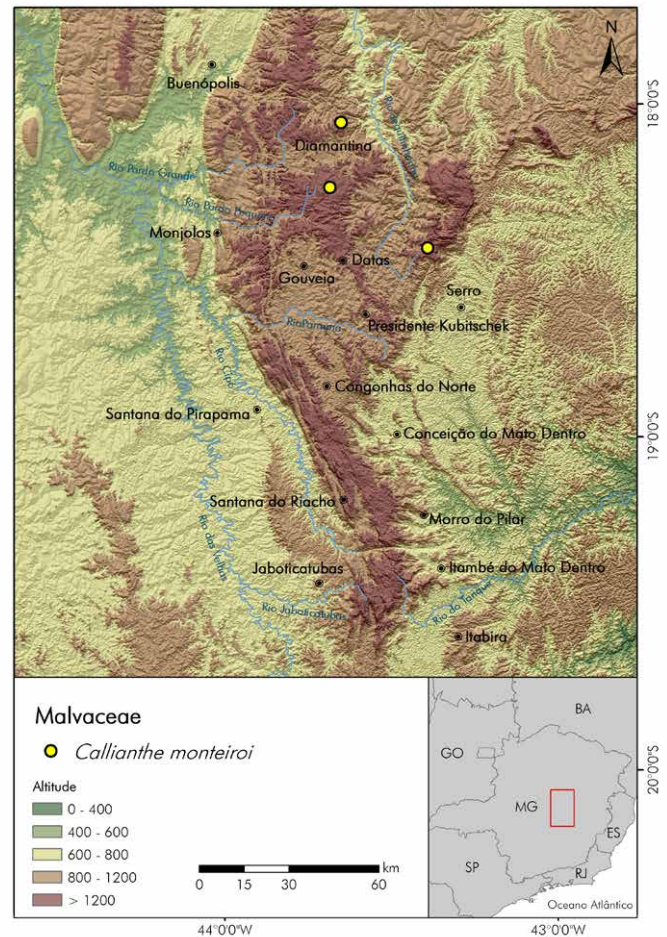 N
18°0'0"S
Buenópolis
Diamantina
Rio Pardo Grande
Rio Pardo Pequeno
Monjolos
Datas
Gouveia
Serro
Rio Parauna
Presidente Kubitschek
Rio Cipó
Congonhas do Norte
Santana do Pirapama
Conceição do Mato Dentro
19°0'0"S
Santana do Riacho
Rio das Velhas
Morro do Pilar
Jaboticatubas
Itambé do Mato Dentro
Rio Jaboticatubas
Rio do Tanque
Itabira
Malvaceae
Callianthe monteiroi
Altitude
0 - 400
400 - 600
600 - 800
800 - 1200
> 1200
km
0 15 30 60
BA
GO
MG
ES
SP
RJ
Oceano Atlântico
20°0'0"S
44°0'0"W
43°0'0"W